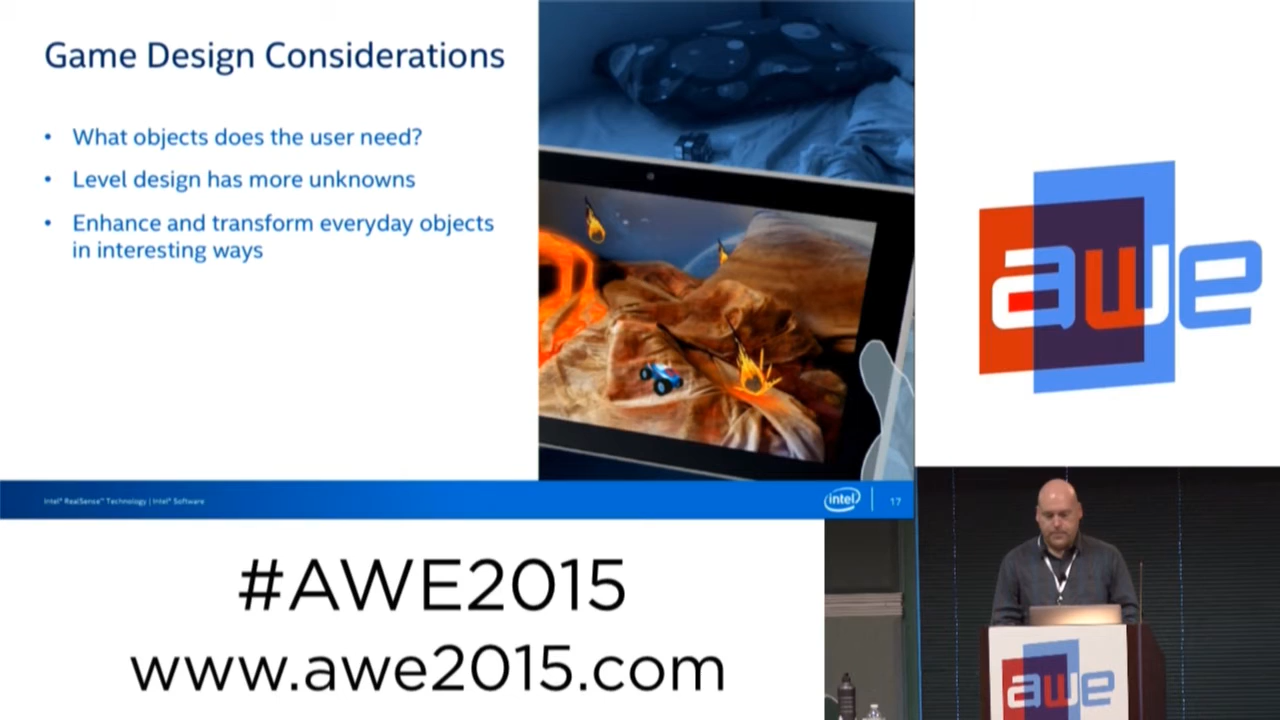 Game Design Considerations
• What objects does the user need?
• Level design has more unknowns
• Enhance and transform everyday objects
in interesting ways
Intel® RealSense™ Technology | Intel® Software
intel
17
awe
#AWE2015
www.awe2015.com
awe